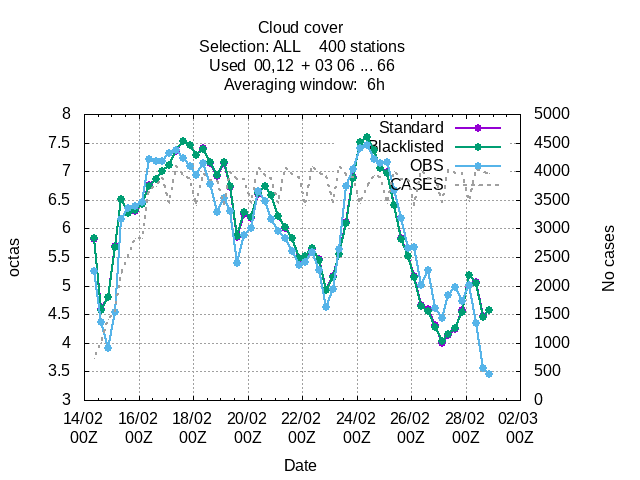 Cloud cover
Selection: ALL    400 stations
Used  00,12  + 03 06 ... 66
Averaging window:  6h
8
7.5
7
6.5
6
5.5
5
4.5
4
3.5
3
octas
Standard
Blacklisted
OBS
CASES
5000
4500
4000
3500
3000
2500
2000
1500
1000
500
0
No cases
14/02 16/02 18/02 20/02 22/02 24/02 26/02 28/02 02/03
00Z 00Z 00Z 00Z 00Z 00Z 00Z 00Z 00Z
Date